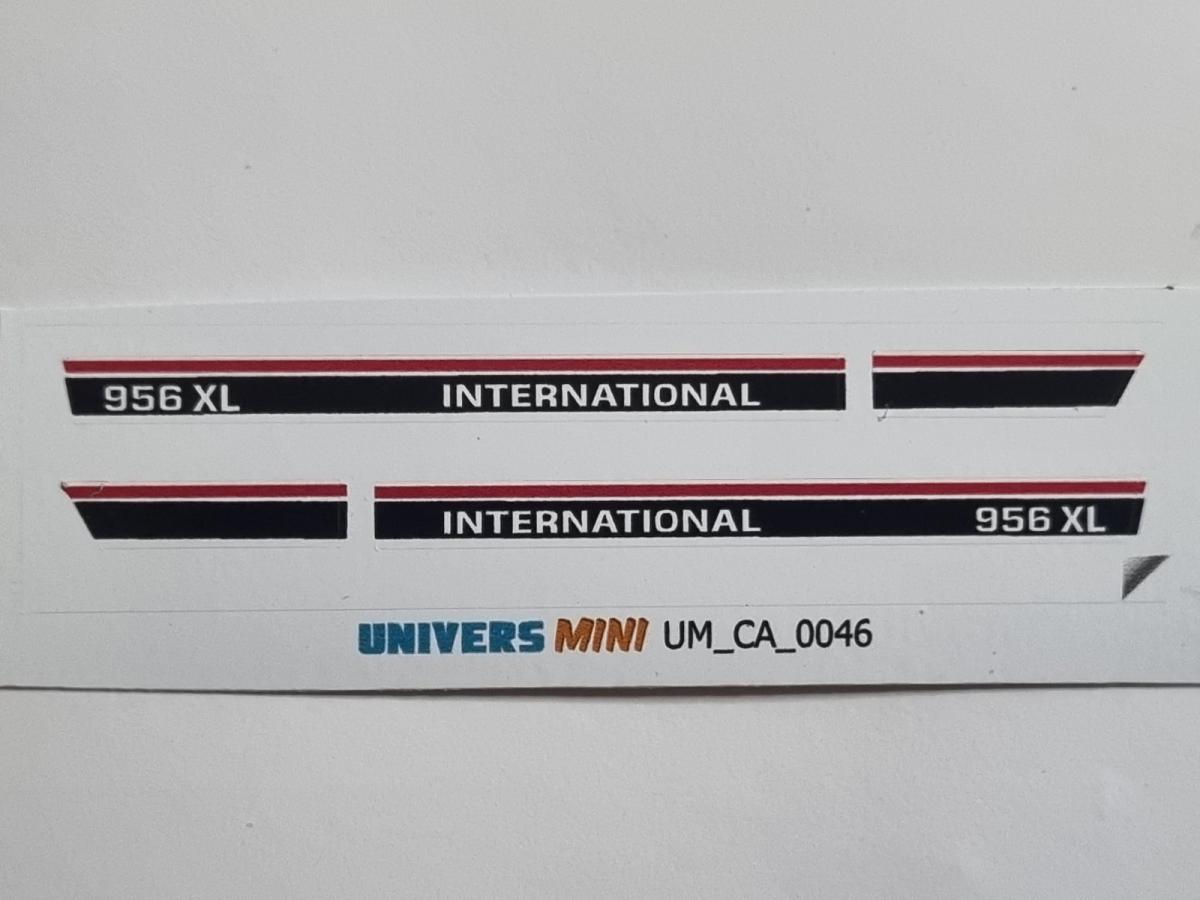 956 XL INTERNATIONAL
INTERNATIONAL 956 XL
UNIVERS MINI UM_CA_0046